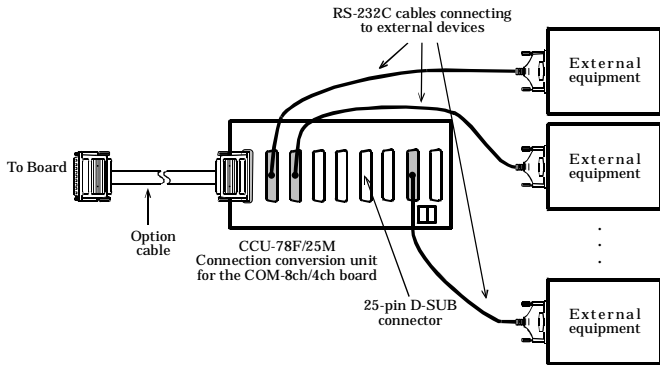 RS-232C cables connecting
to external devices
External
equipment
To Board
External
equipment
Option
cable
CCU-78F/25M
Connection conversion unit
for the COM-8ch/4ch board
25-pin D-SUB
connector
External
equipment